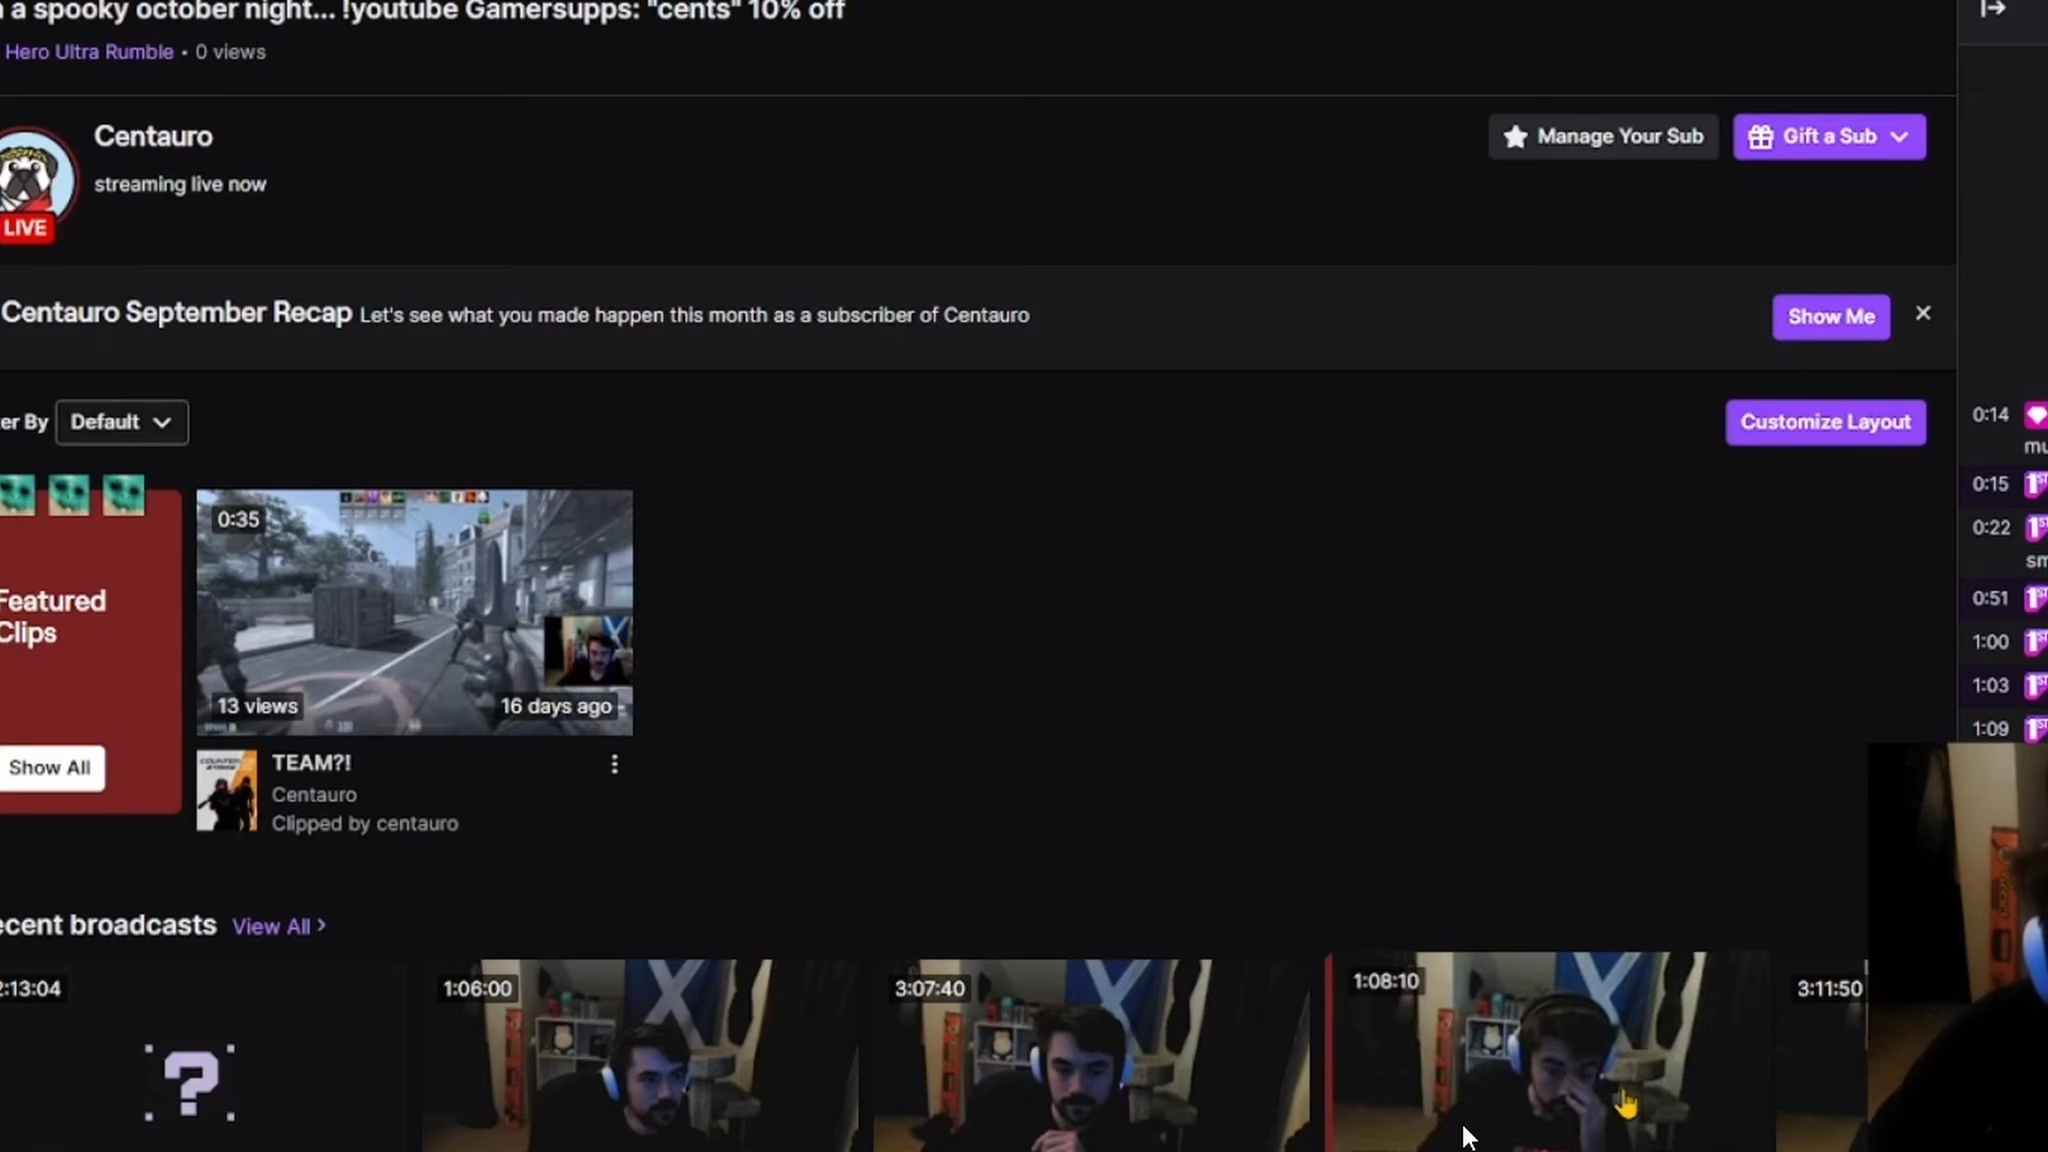 a spooky october night... !youtube Gamersupps: "cents" 10% off
Hero Ultra Rumble • 0 views
Centauro
streaming live now
LIVE
Manage Your Sub
Gift a Sub
Centauro September Recap Let's see what you made happen this month as a subscriber of Centauro
Show Me
er By Default
Customize Layout
Featured
Clips
Show All
0:35
13 views
16 days ago
TEAM?!
Centauro
Clipped by centauro
ecent broadcasts View All
2:13:04
1:06:00
3:07:40
1:08:10
3:11:50
0:14
mu
0:15
0:22
sm
0:51
1:00
1:03
1:09